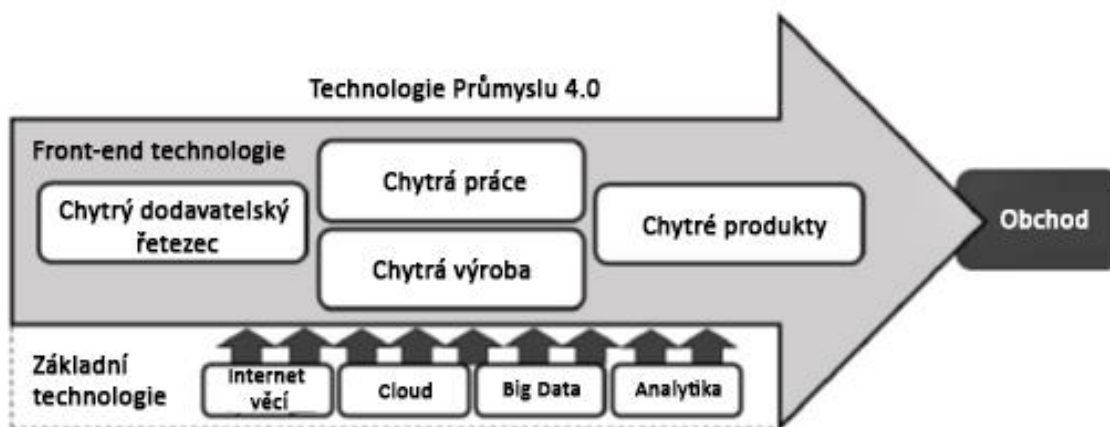 Technologie Průmyslu 4.0
Front-end technologie
Chytrý dodavatelský
řetezec
Chytrá práce
Chytrá výroba
Chytré produkty
Obchod
Základní
technologie
Internet
věcí
Cloud
Big Data
Analytika